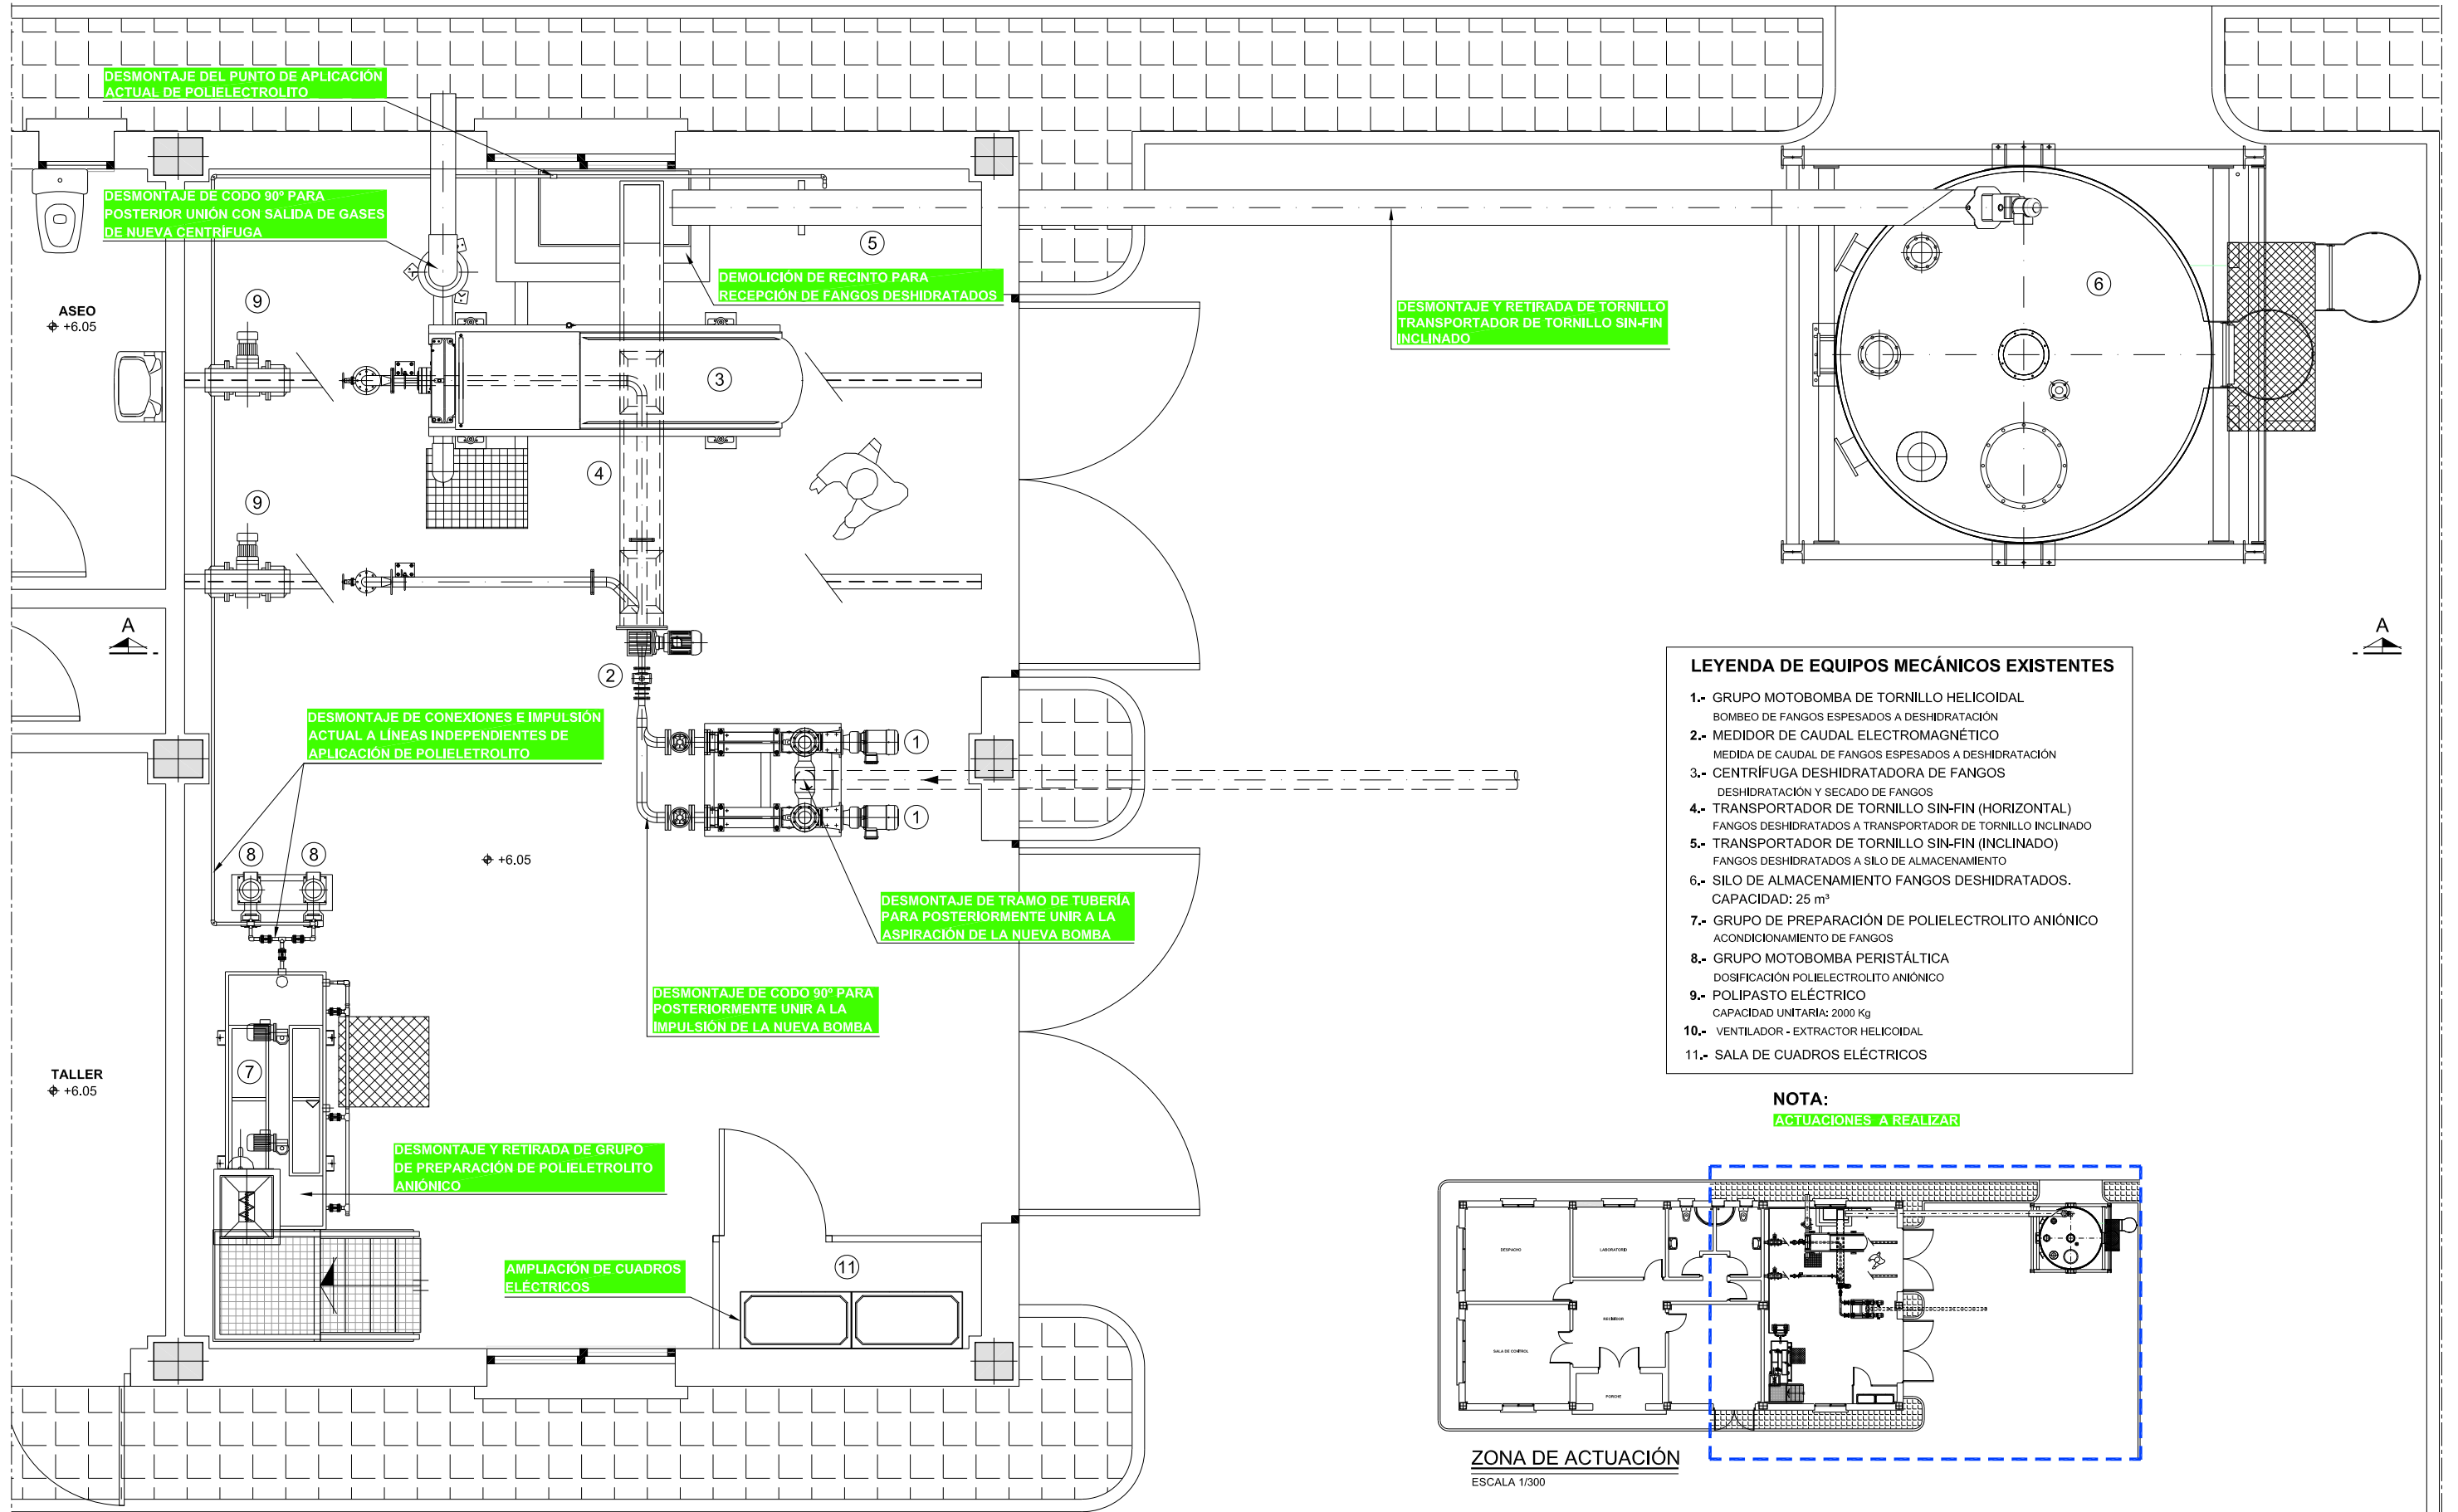 DESMONTAJE DEL PUNTO DE APLICACIÓN
ACTUAL DE POLIELECTROLITO
DESMONTAJE DE CODO 90º PARA
POSTERIOR UNIÓN CON SALIDA DE GASES
DE NUEVA CENTRÍFUGA
5
DEMOLICIÓN DE RECINTO PARA
RECEPCIÓN DE FANGOS DESHIDRATADOS
6
DESMONTAJE Y RETIRADA DE TORNILLO
TRANSPORTADOR DE TORNILLO SIN-FIN
INCLINADO
ASEO
+6.05
9
3
4
9
A
A
2
DESMONTAJE DE CONEXIONES E IMPULSIÓN
ACTUAL A LÍNEAS INDEPENDIENTES DE
APLICACIÓN DE POLIELETROLITO
1
1
8
8
+6.05
DESMONTAJE DE TRAMO DE TUBERÍA
PARA POSTERIORMENTE UNIR A LA
ASPIRACIÓN DE LA NUEVA BOMBA
DESMONTAJE DE CODO 90º PARA
POSTERIORMENTE UNIR A LA
IMPULSIÓN DE LA NUEVA BOMBA
TALLER
+6.05
7
DESMONTAJE Y RETIRADA DE GRUPO
DE PREPARACIÓN DE POLIELETROLITO
ANIÓNICO
AMPLIACIÓN DE CUADROS
ELÉCTRICOS
11
LEYENDA DE EQUIPOS MECÁNICOS EXISTENTES
1.- GRUPO MOTOBOMBA DE TORNILLO HELICOIDAL
BOMBEO DE FANGOS ESPESADOS A DESHIDRATACIÓN
2.- MEDIDOR DE CAUDAL ELECTROMAGNÉTICO
MEDIDA DE CAUDAL DE FANGOS ESPESADOS A DESHIDRATACIÓN
3.- CENTRÍFUGA DESHIDRATADORA DE FANGOS
DESHIDRATACIÓN Y SECADO DE FANGOS
4.- TRANSPORTADOR DE TORNILLO SIN-FIN (HORIZONTAL)
FANGOS DESHIDRATADOS A TRANSPORTADOR DE TORNILLO INCLINADO
5.- TRANSPORTADOR DE TORNILLO SIN-FIN (INCLINADO)
FANGOS DESHIDRATADOS A SILO DE ALMACENAMIENTO
6.- SILO DE ALMACENAMIENTO FANGOS DESHIDRATADOS.
CAPACIDAD: 25 m³
7.- GRUPO DE PREPARACIÓN DE POLIELECTROLITO ANIÓNICO
ACONDICIONAMIENTO DE FANGOS
8.- GRUPO MOTOBOMBA PERISTÁLTICA
DOSIFICACIÓN POLIELECTROLITO ANIÓNICO
9.- POLIPASTO ELÉCTRICO
CAPACIDAD UNITARIA: 2000 Kg
10.- VENTILADOR - EXTRACTOR HELICOIDAL
11.- SALA DE CUADROS ELÉCTRICOS
NOTA:
ACTUACIONES A REALIZAR
DESPACHO
LABORATORIO
RECIBIDOR
SALA DE CONTROL
PORCHE
ZONA DE ACTUACIÓN
ESCALA 1/300